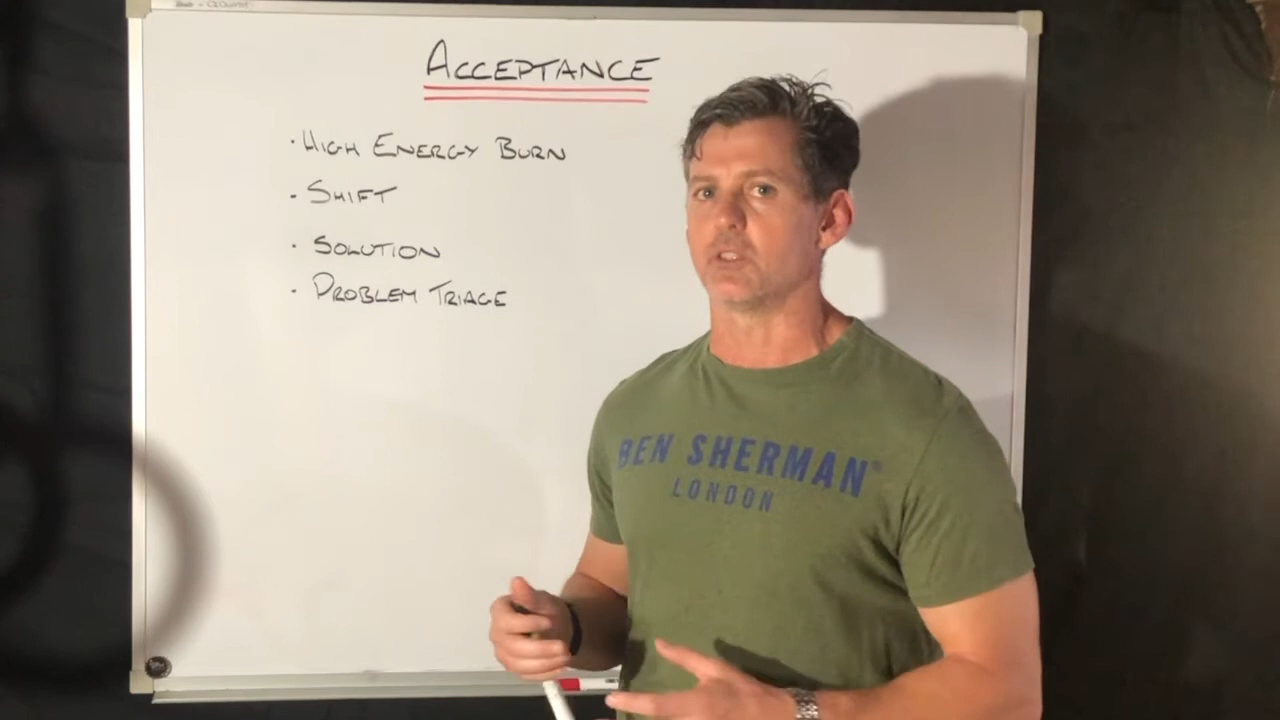 ACCEPTANCE
· HIGH ENERGY BURN
· SHIFT
· SOLUTION
· PROBLEM TRIAGE
BEN SHERMAN®
LONDON